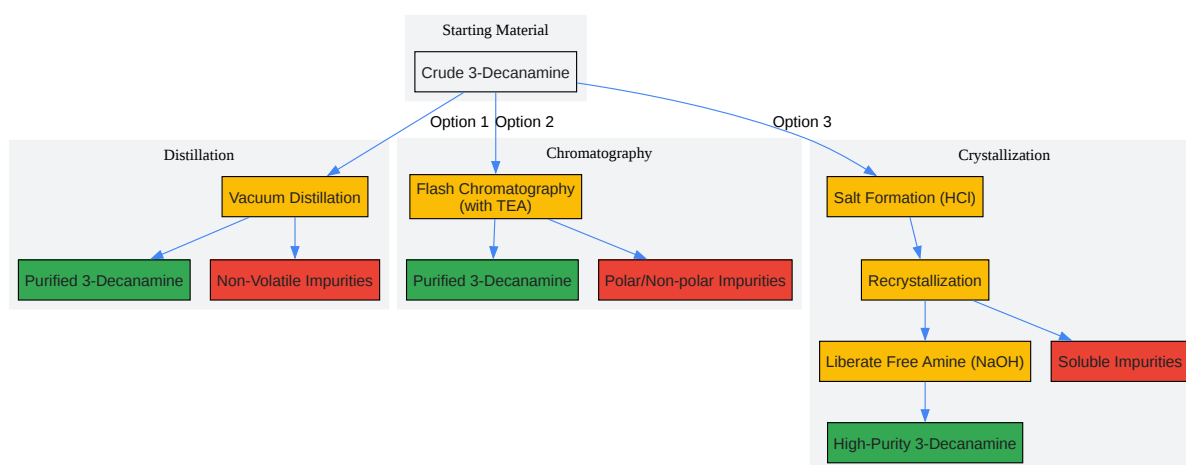 Starting Material
Crude 3-Decanamine
Option 1
Option 2
Option 3
Distillation
Vacuum Distillation
Purified 3-Decanamine
Non-Volatile Impurities
Chromatography
Flash Chromatography
(with TEA)
Purified 3-Decanamine
Polar/Non-polar Impurities
Crystallization
Salt Formation (HCl)
Recrystallization
Liberate Free Amine (NaOH)
Soluble Impurities
High-Purity 3-Decanamine